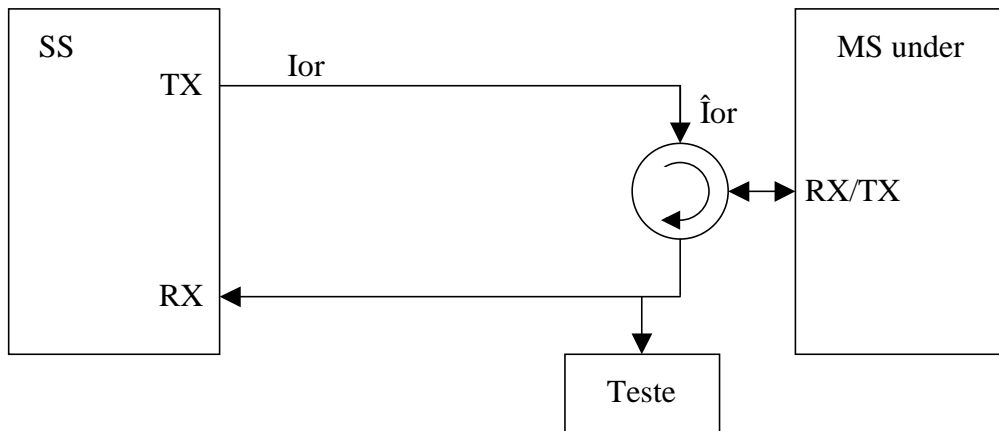 SS
MS under
TX
Ior
Îor
RX/TX
RX
Teste